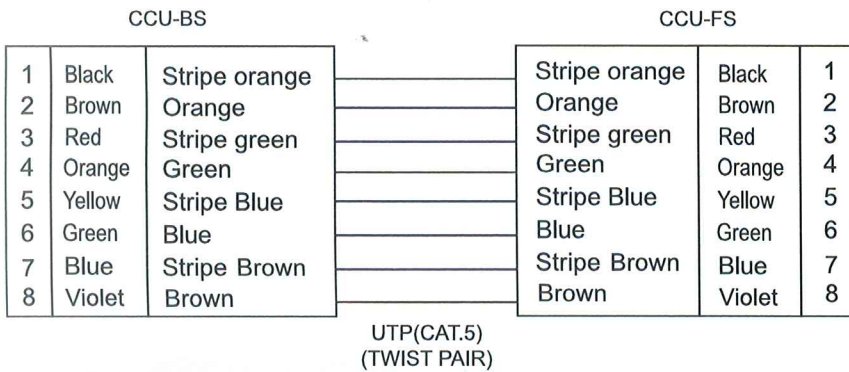 CCU-BS CCU-FS
1 Black Stripe orange Stripe orange Black 1
2 Brown Orange Orange Brown 2
3 Red Stripe green Stripe green Red 3
4 Orange Green Green Orange 4
5 Yellow Stripe Blue Stripe Blue Yellow 5
6 Green Blue Blue Green 6
7 Blue Stripe Brown Stripe Brown Blue 7
8 Violet Brown Brown Violet 8
UTP(CAT.5)
(TWIST PAIR)